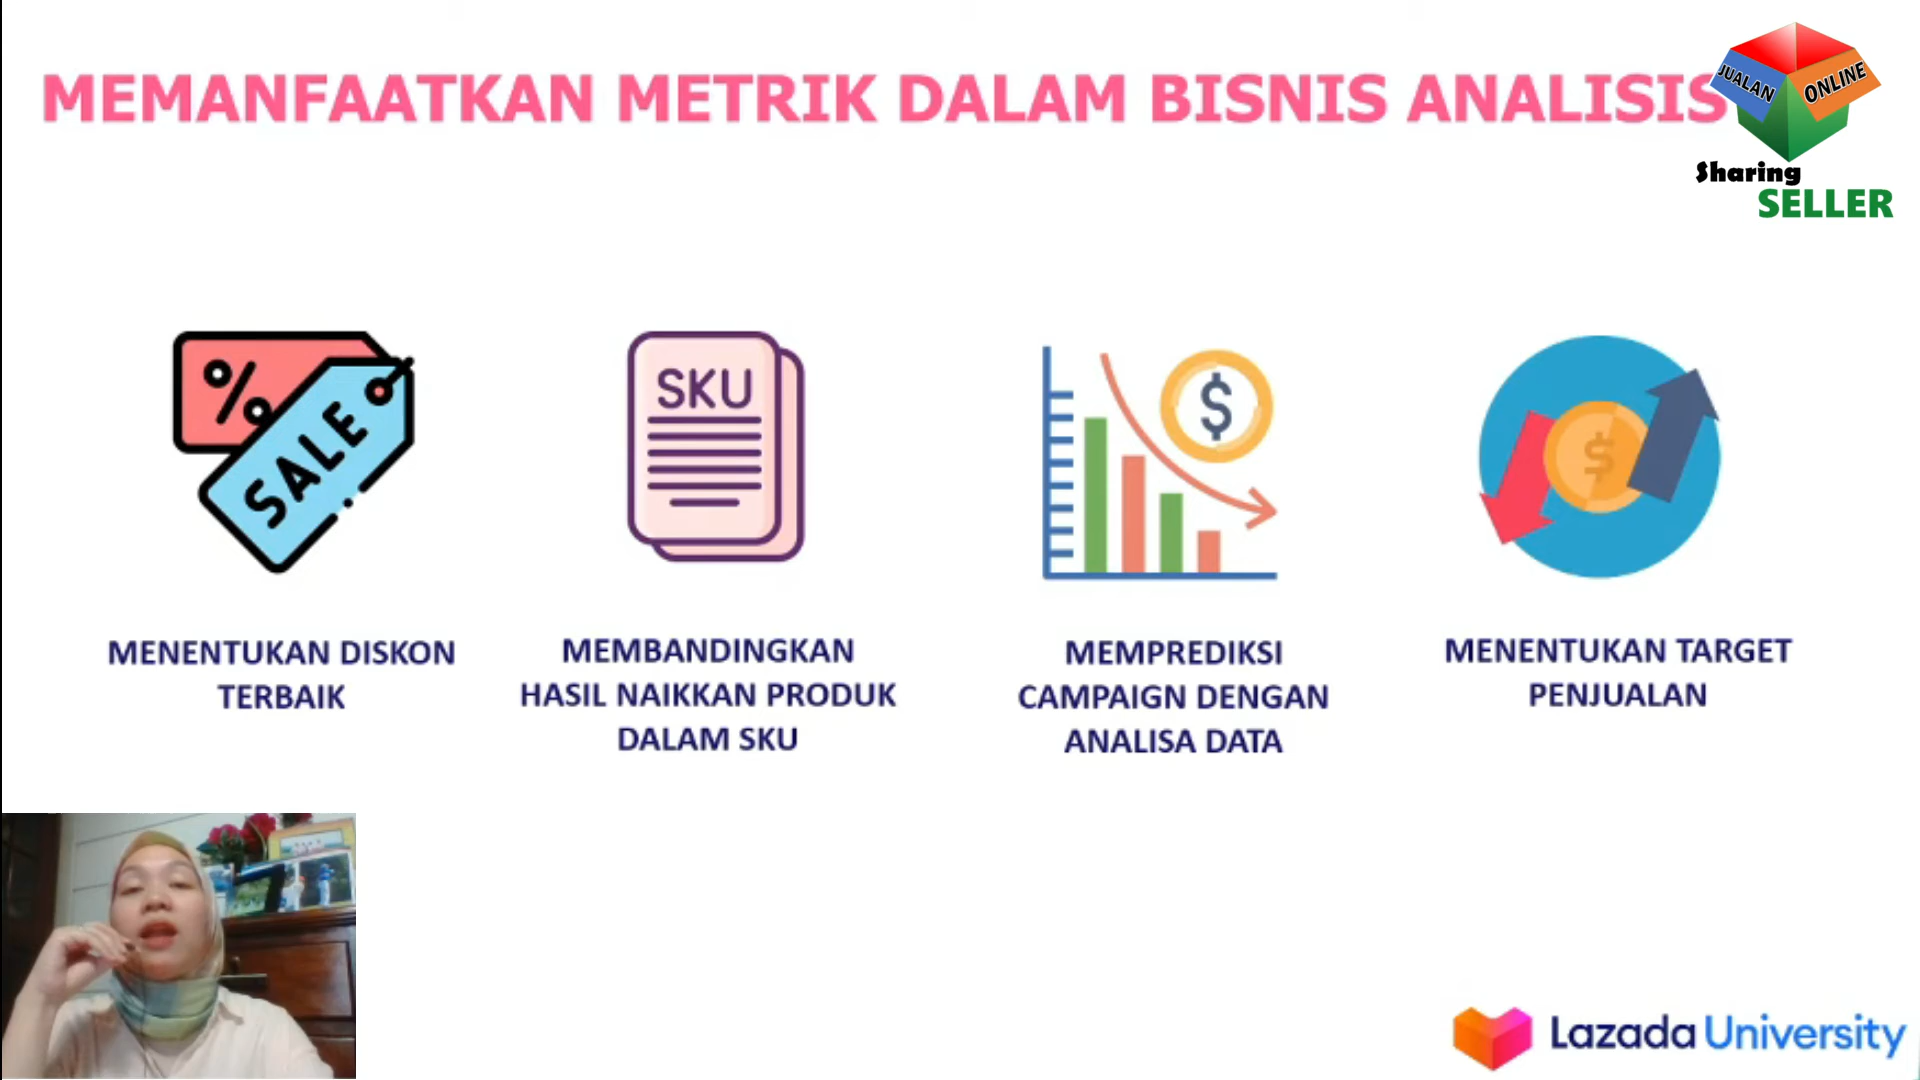 MEMANFAATKAN METRIK DALAM BISNIS ANALISIS
JUALAN ONLINE
Sharing
SELLER
%
SALE
SKU
$
$
MENENTUKAN DISKON
TERBAIK
MEMBANDINGKAN
HASIL NAIKKAN PRODUK
DALAM SKU
MEMPREDIKSI
CAMPAIGN DENGAN
ANALISA DATA
MENENTUKAN TARGET
PENJUALAN
Lazada University